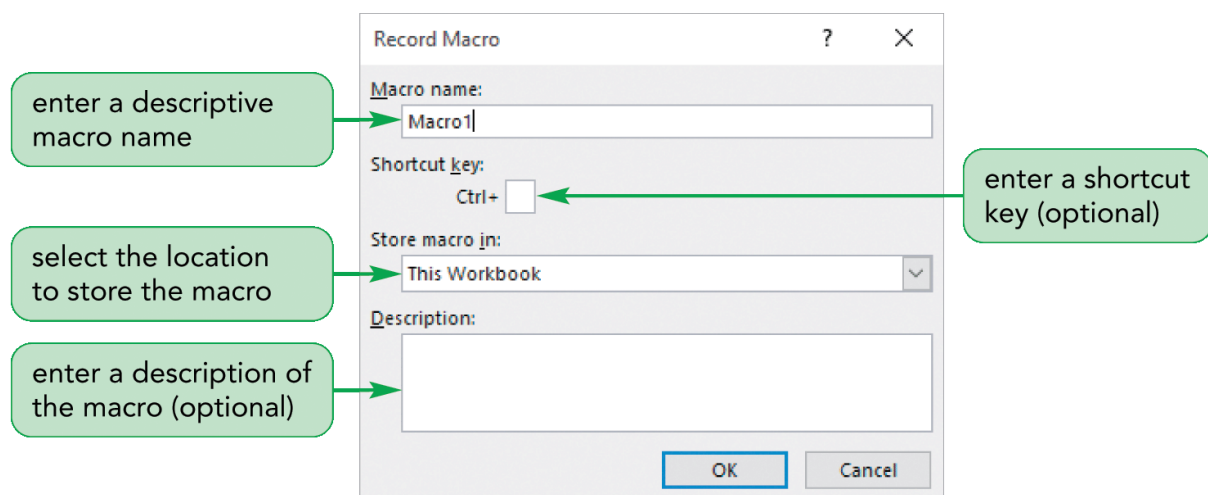 Record Macro ? ×
enter a descriptive
macro name
Macro name:
Macro1
Shortcut key:
Ctrl+
enter a shortcut
key (optional)
select the location
to store the macro
Store macro in:
This Workbook
enter a description of
the macro (optional)
Description:
OK Cancel